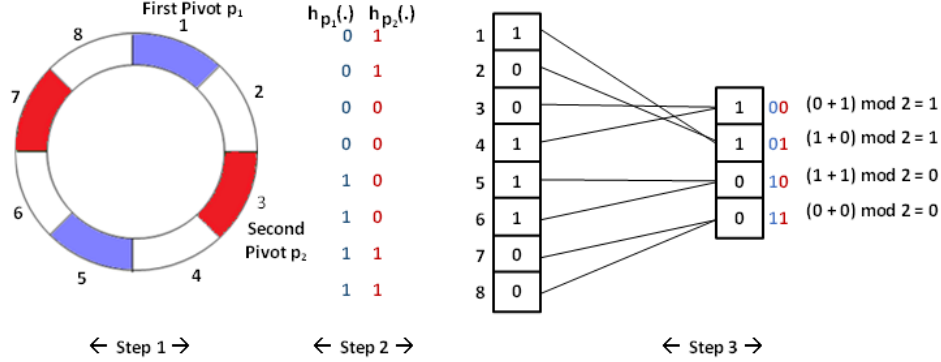 First Pivot p1
1
2
3
4
5
6
7
8
Second
Pivot p2
← Step 1 →
hp1(.) hp2(.)
0 1
0 1
0 0
0 0
1 0
1 0
1 1
1 1
← Step 2 →
1 1
2 0
3 0
4 1
5 1
6 1
7 0
8 0
1 00 (0 + 1) mod 2 = 1
1 01 (1 + 0) mod 2 = 1
0 10 (1 + 1) mod 2 = 0
0 11 (0 + 0) mod 2 = 0
← Step 3 →